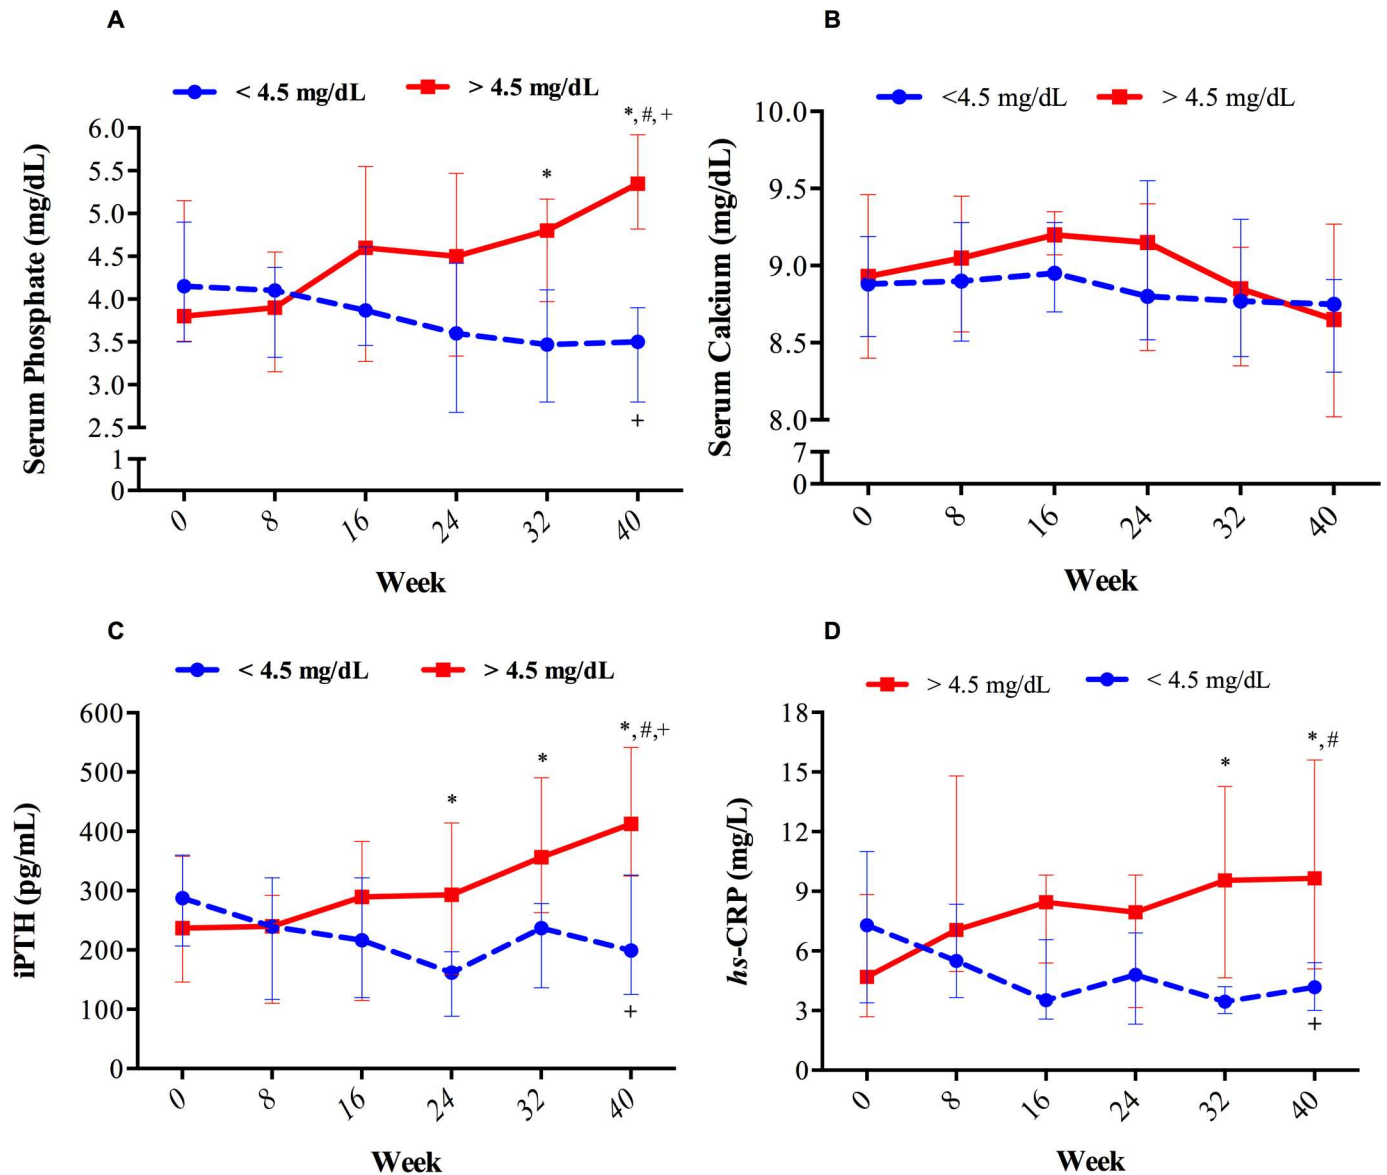 A
< 4.5 mg/dL > 4.5 mg/dL
*, #, +
*
6.0
5.5
5.0
4.5
4.0
3.5
3.0
2.5
1
0
+
Serum Phosphate (mg/dL)
0 8 16 24 32 40
Week
B
<4.5 mg/dL > 4.5 mg/dL
10.0
9.5
9.0
8.5
8.0
7
0
Serum Calcium (mg/dL)
0 8 16 24 32 40
Week
C
< 4.5 mg/dL > 4.5 mg/dL
*, #,+
*
*
600
500
400
300
200
100
0
+
iPTH (pg/mL)
0 8 16 24 32 40
Week
D
> 4.5 mg/dL < 4.5 mg/dL
*, #
*
18
15
12
9
6
3
0
+
hs-CRP (mg/L)
0 8 16 24 32 40
Week